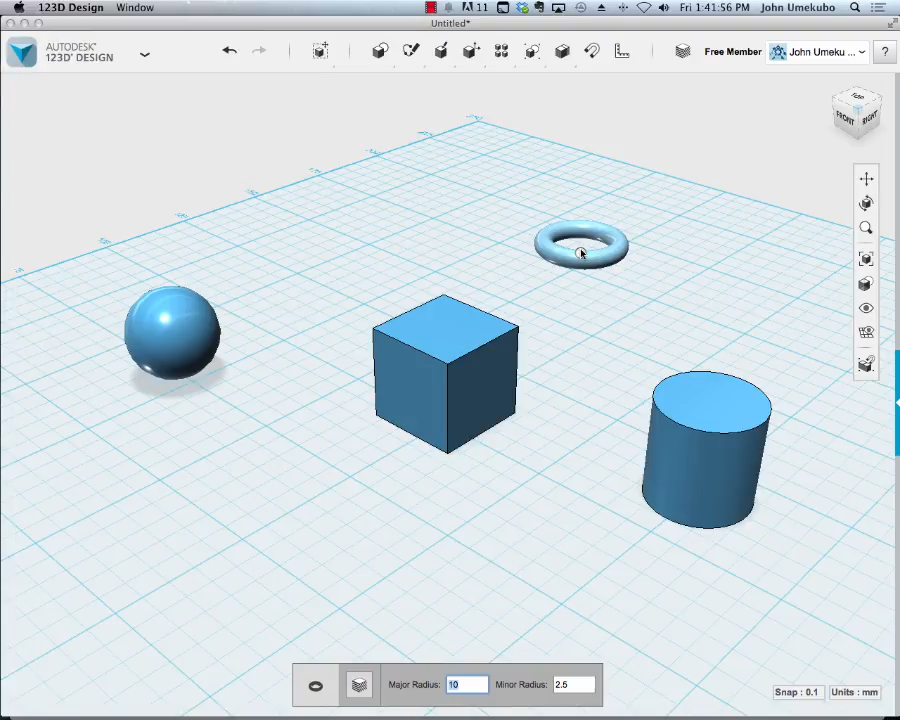 123D Design Window 11 Fri 1:41:56 PM John Umekubo
Untitled*
AUTODESK®
123D® DESIGN
Free Member John Umeku ... ?
FRONT RIGHT
Major Radius: 10 Minor Radius: 2.5
Snap : 0.1 Units : mm